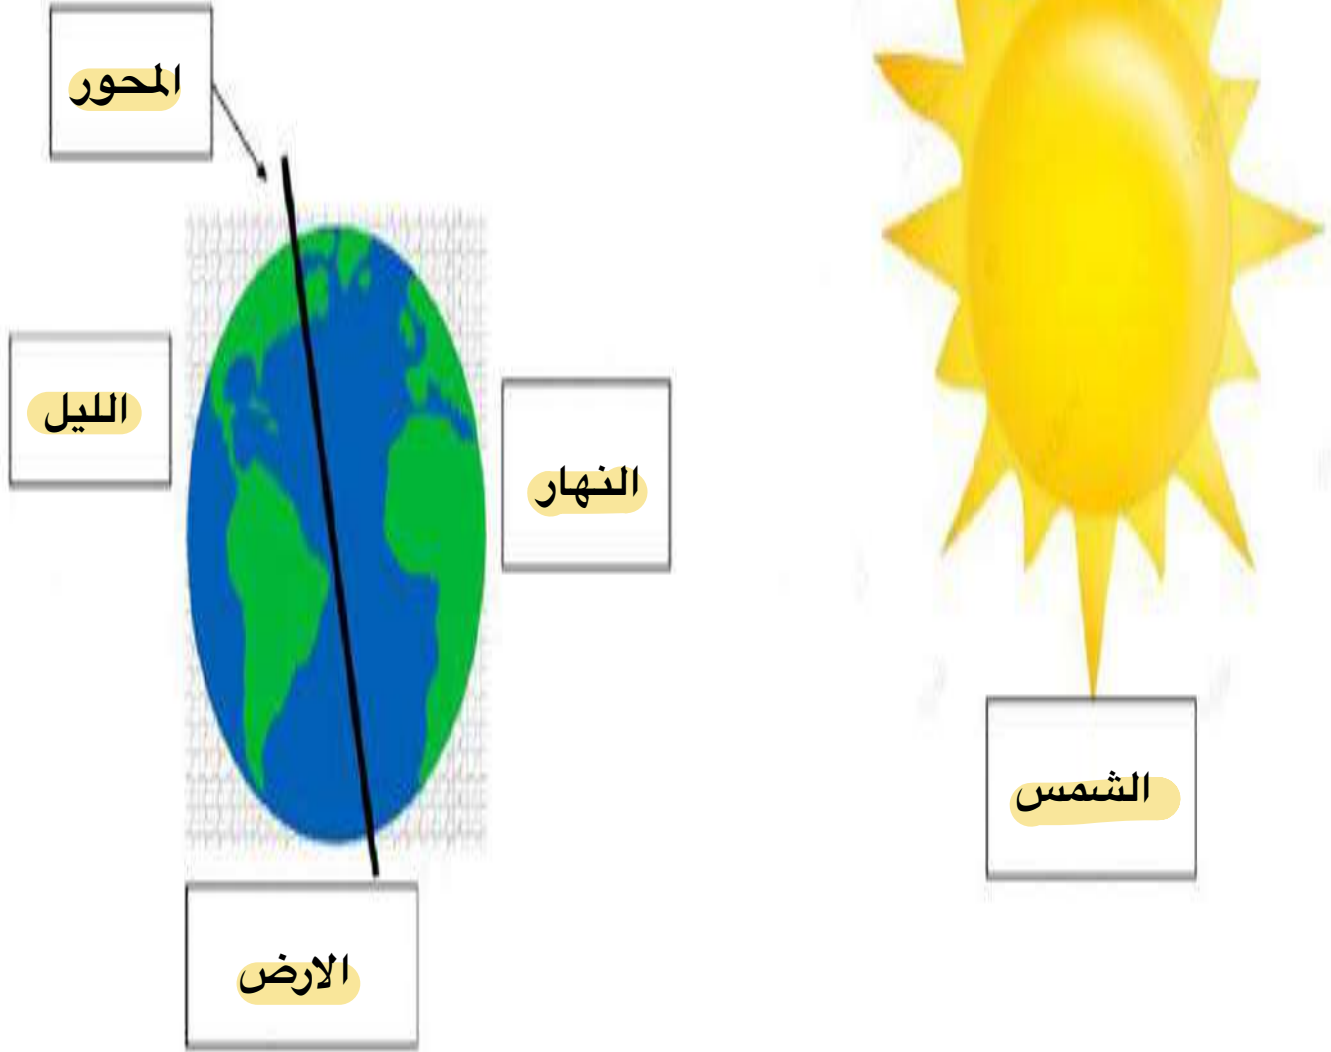 المحور
الليل
النهار
الشمس
الارض